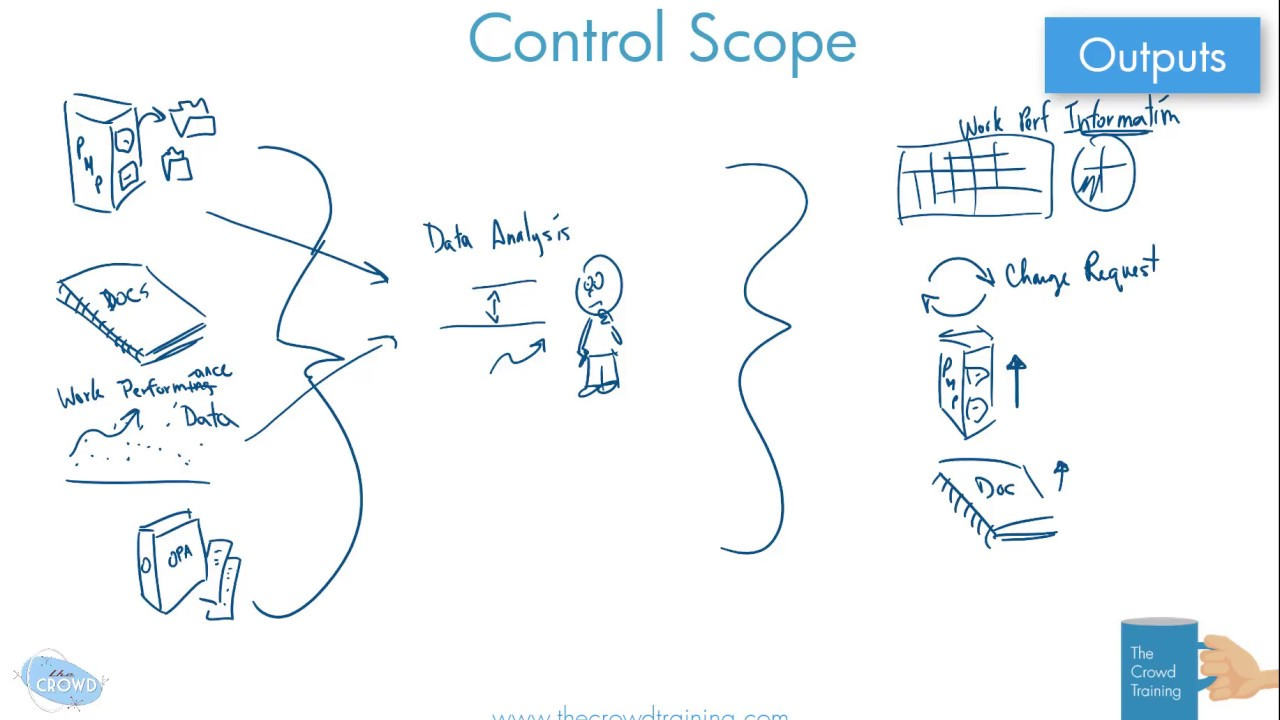 Control Scope
Outputs
PMP
DOCS
Work Performance
Data
OPA
Data Analysis
Work Perf Information
Change Request
PMP
DOC
the
CROWD
The
Crowd
Training
www.thecrowdtraining.com